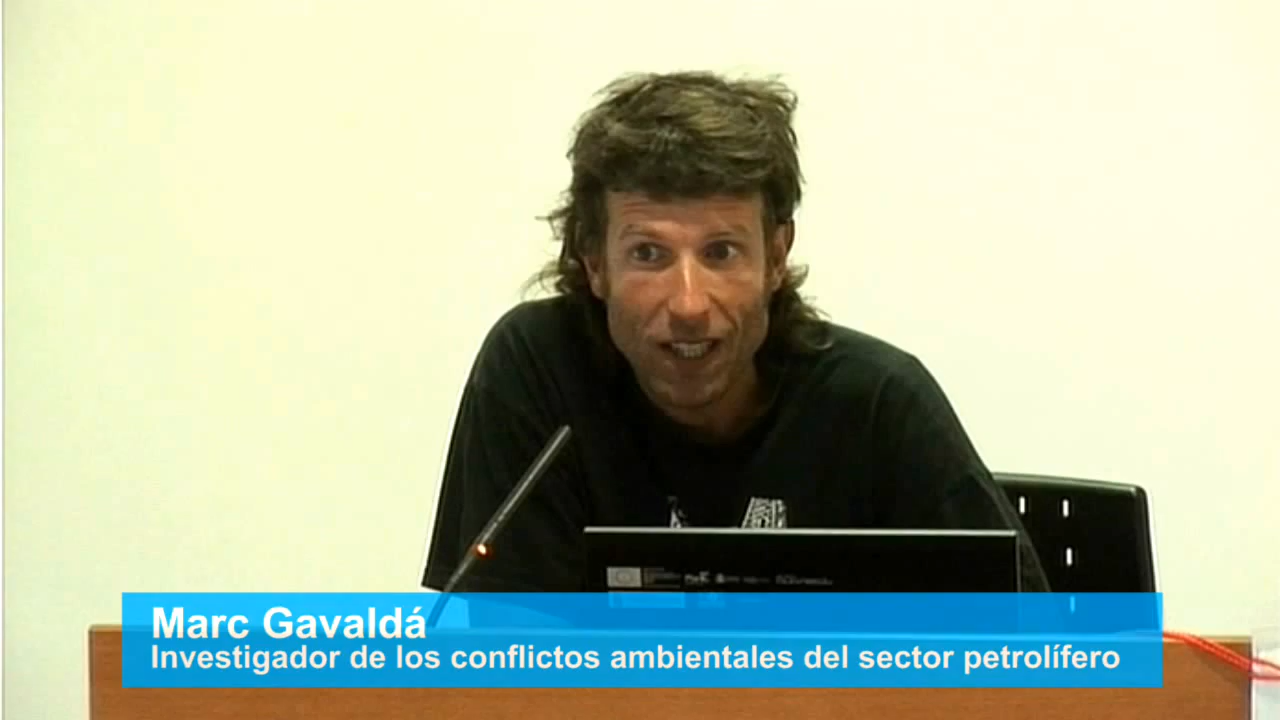 Marc Gavaldá
Investigador de los conflictos ambientales del sector petrolífero